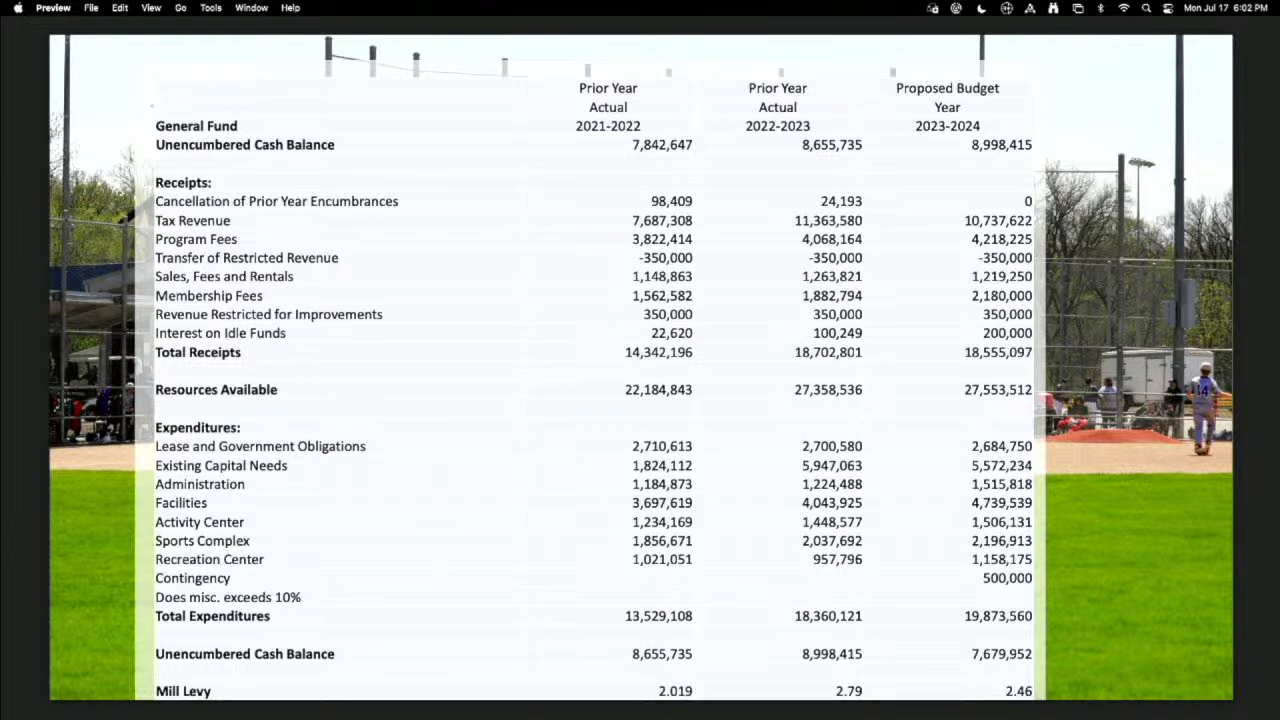 Preview File Edit View Go Tools Window Help Mon Jul 17 6:02 PM
Prior Year Prior Year Proposed Budget
Actual Actual Year
General Fund 2021-2022 2022-2023 2023-2024
Unencumbered Cash Balance 7,842,647 8,655,735 8,998,415
Receipts:
Cancellation of Prior Year Encumbrances 98,409 24,193 0
Tax Revenue 7,687,308 11,363,580 10,737,622
Program Fees 3,822,414 4,068,164 4,218,225
Transfer of Restricted Revenue -350,000 -350,000 -350,000
Sales, Fees and Rentals 1,148,863 1,263,821 1,219,250
Membership Fees 1,562,582 1,882,794 2,180,000
Revenue Restricted for Improvements 350,000 350,000 350,000
Interest on Idle Funds 22,620 100,249 200,000
Total Receipts 14,342,196 18,702,801 18,555,097
Resources Available 22,184,843 27,358,536 27,553,512
Expenditures:
Lease and Government Obligations 2,710,613 2,700,580 2,684,750
Existing Capital Needs 1,824,112 5,947,063 5,572,234
Administration 1,184,873 1,224,488 1,515,818
Facilities 3,697,619 4,043,925 4,739,539
Activity Center 1,234,169 1,448,577 1,506,131
Sports Complex 1,856,671 2,037,692 2,196,913
Recreation Center 1,021,051 957,796 1,158,175
Contingency 500,000
Does misc. exceeds 10%
Total Expenditures 13,529,108 18,360,121 19,873,560
Unencumbered Cash Balance 8,655,735 8,998,415 7,679,952
Mill Levy 2.019 2.79 2.46
14